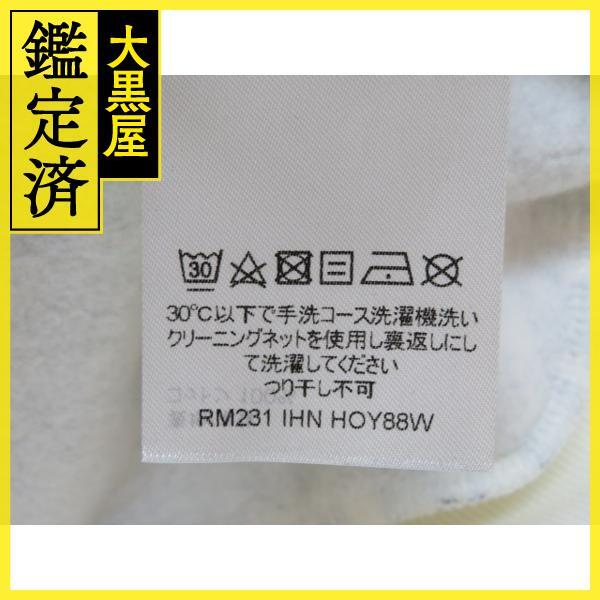 鑑定済
大黒屋
30
30℃以下で手洗コース洗濯機洗い
クリーニングネットを使用し裏返しにし
て洗濯してください
つり干し不可
RM231 IHN HOY88W